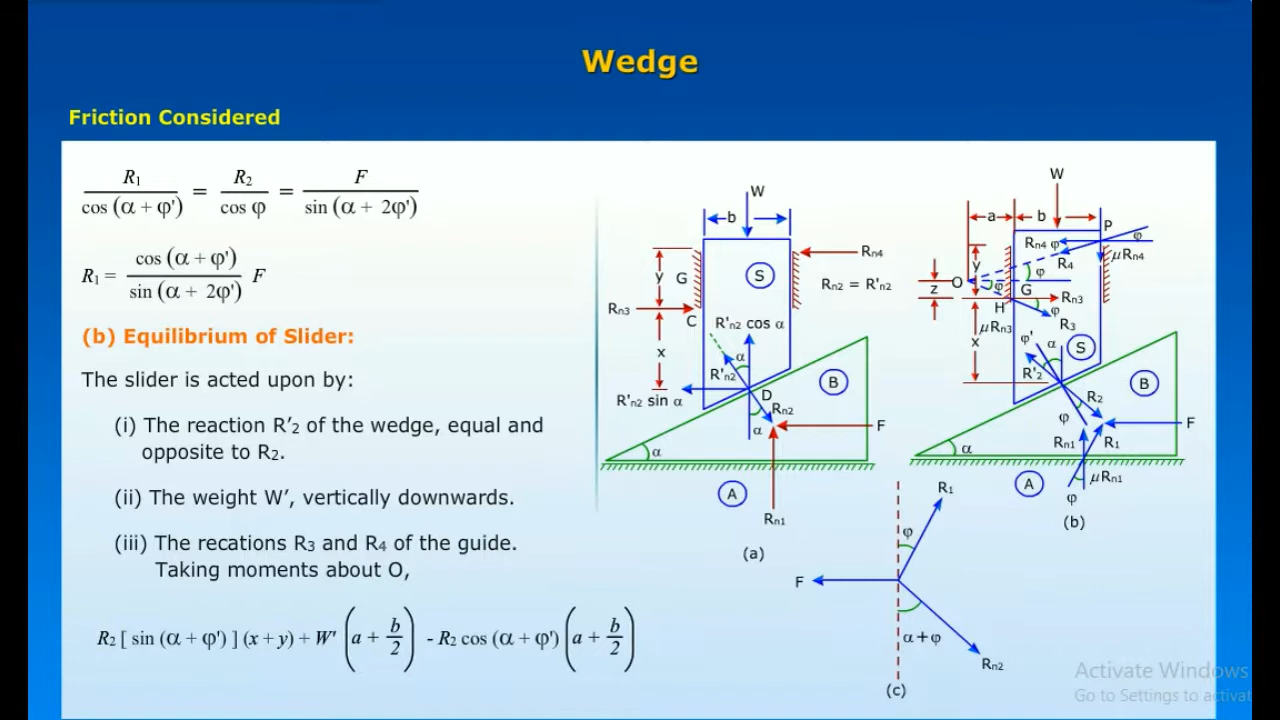 Wedge
Friction Considered
R1 / cos (α + φ') = R2 / cos φ = F / sin (α + 2φ')
R1 = cos (α + φ') / sin (α + 2φ') F
(b) Equilibrium of Slider:
The slider is acted upon by:
(i) The reaction R’2 of the wedge, equal and
opposite to R2.
(ii) The weight W’, vertically downwards.
(iii) The recations R3 and R4 of the guide.
Taking moments about O,
R2 [ sin (α + φ') ] (x + y) + W' (a + b/2) - R2 cos (α + φ') (a + b/2)
W
b
Rn4
y G S
Rn2 = R'n2
Rn3
C R'n2 cos α
x α
R'n2 B
D
R'n2 sin α
Rn2
α F
α
A
Rn1
(a)
W
a b
P
Rn4 φ φ
μRn4
y R4
φ
O φ
z G
H Rn3
φ
μRn3 R3
x φ' α S
R'2 B
R2
φ F
Rn1 R1
α
A μRn1
φ
(b)
R1
φ
F
α+φ
Rn2
(c)
Activate Windows
Go to Settings to activat